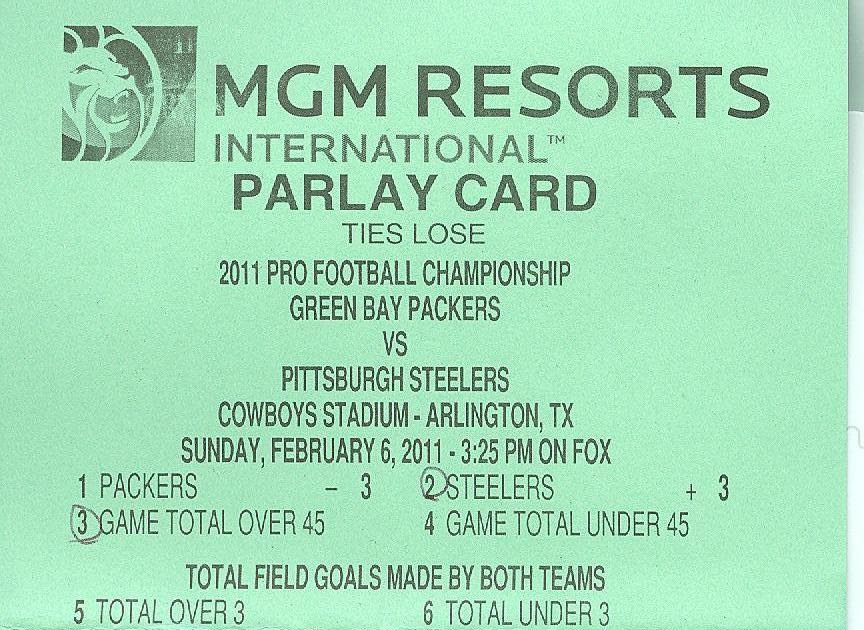 MGM RESORTS
INTERNATIONAL™
PARLAY CARD
TIES LOSE
2011 PRO FOOTBALL CHAMPIONSHIP
GREEN BAY PACKERS
VS
PITTSBURGH STEELERS
COWBOYS STADIUM - ARLINGTON, TX
SUNDAY, FEBRUARY 6, 2011 - 3:25 PM ON FOX
1 PACKERS - 3 2 STEELERS + 3
3 GAME TOTAL OVER 45 4 GAME TOTAL UNDER 45
TOTAL FIELD GOALS MADE BY BOTH TEAMS
5 TOTAL OVER 3 6 TOTAL UNDER 3